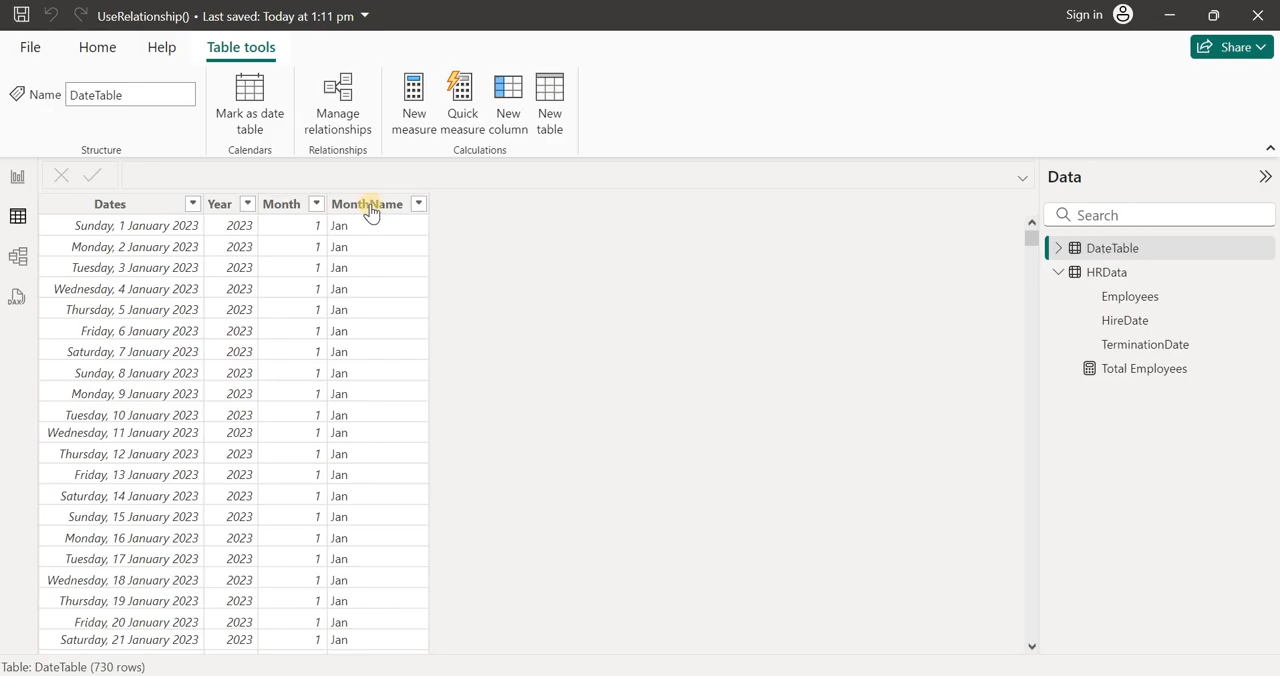 UseRelationship() • Last saved: Today at 1:11 pm
Sign in
File Home Help Table tools
Share
Name DateTable
Mark as date table
Manage relationships
New measure
Quick measure
New column
New table
Structure
Calendars
Relationships
Calculations
Dates Year Month MonthName
Sunday, 1 January 2023 2023 1 Jan
Monday, 2 January 2023 2023 1 Jan
Tuesday, 3 January 2023 2023 1 Jan
Wednesday, 4 January 2023 2023 1 Jan
Thursday, 5 January 2023 2023 1 Jan
Friday, 6 January 2023 2023 1 Jan
Saturday, 7 January 2023 2023 1 Jan
Sunday, 8 January 2023 2023 1 Jan
Monday, 9 January 2023 2023 1 Jan
Tuesday, 10 January 2023 2023 1 Jan
Wednesday, 11 January 2023 2023 1 Jan
Thursday, 12 January 2023 2023 1 Jan
Friday, 13 January 2023 2023 1 Jan
Saturday, 14 January 2023 2023 1 Jan
Sunday, 15 January 2023 2023 1 Jan
Monday, 16 January 2023 2023 1 Jan
Tuesday, 17 January 2023 2023 1 Jan
Wednesday, 18 January 2023 2023 1 Jan
Thursday, 19 January 2023 2023 1 Jan
Friday, 20 January 2023 2023 1 Jan
Saturday, 21 January 2023 2023 1 Jan
Data
Search
DateTable
HRData
Employees
HireDate
TerminationDate
Total Employees
DAX
Table: DateTable (730 rows)